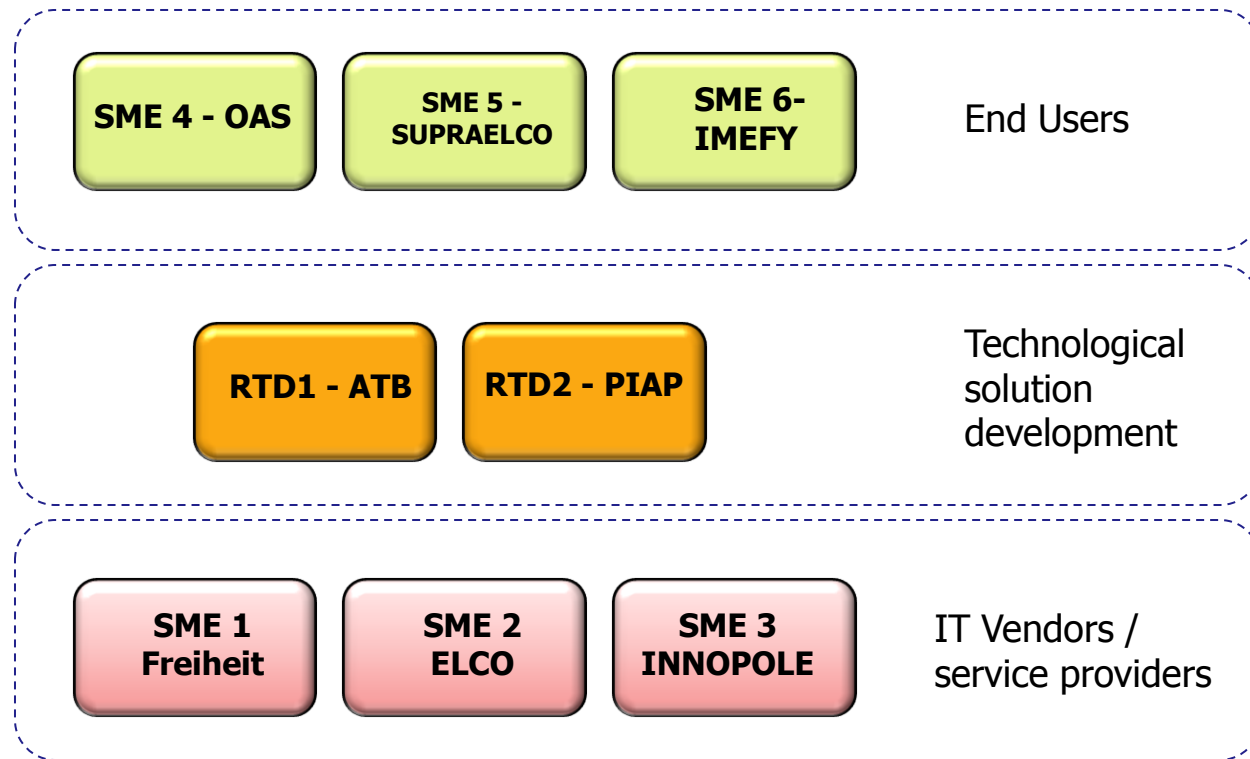 SME 4 - OAS
SME 5 -
SUPRAELCO
SME 6-
IMEFY
End Users
RTD1 - ATB
RTD2 - PIAP
Technological
solution
development
SME 1
Freiheit
SME 2
ELCO
SME 3
INNOPOLE
IT Vendors /
service providers